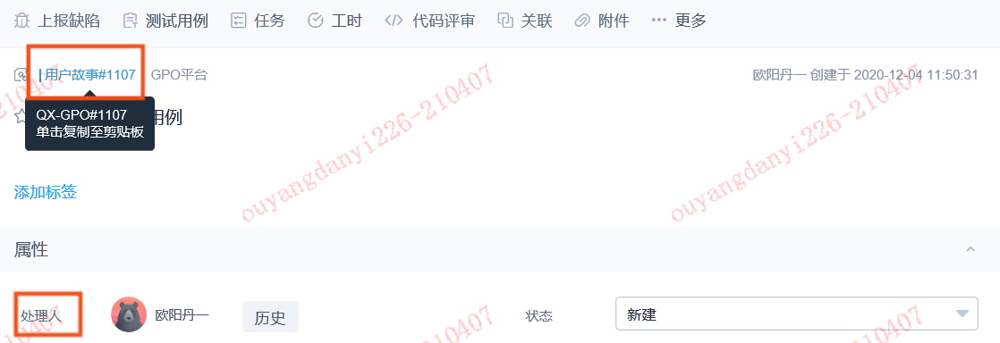 上报缺陷 测试用例 任务 工时 代码评审 关联 附件 更多
用户故事#1107 GPO平台 欧阳丹一 创建于 2020-12-04 11:50:31
QX-GPO#1107
单击复制至剪贴板
用例
添加标签
属性
处理人 欧阳丹一 历史 状态 新建
ouyangdanyi226-210407
ouyangdanyi226-210407
-210407
-210407
-210407
-210407